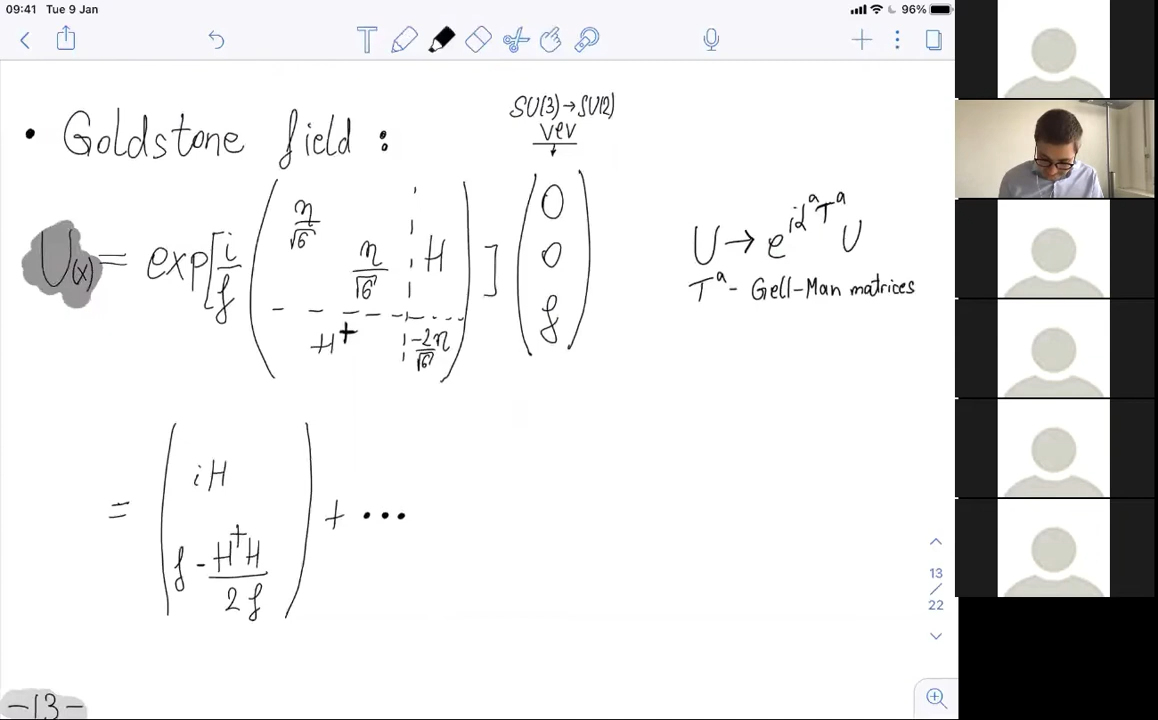 09:41 Tue 9 Jan
96%
SU(3)→SU(2)
• Goldstone field :
vev
↓
U(x) = exp[ i/f ( η/√6 η/√6 H H† -2η/√6 ) ] ( 0 0 f )
U → e^{iα^a T^a} U
T^a - Gell-Man matrices
= ( iH f - H†H/2f ) + •••
13
/
22
-13-